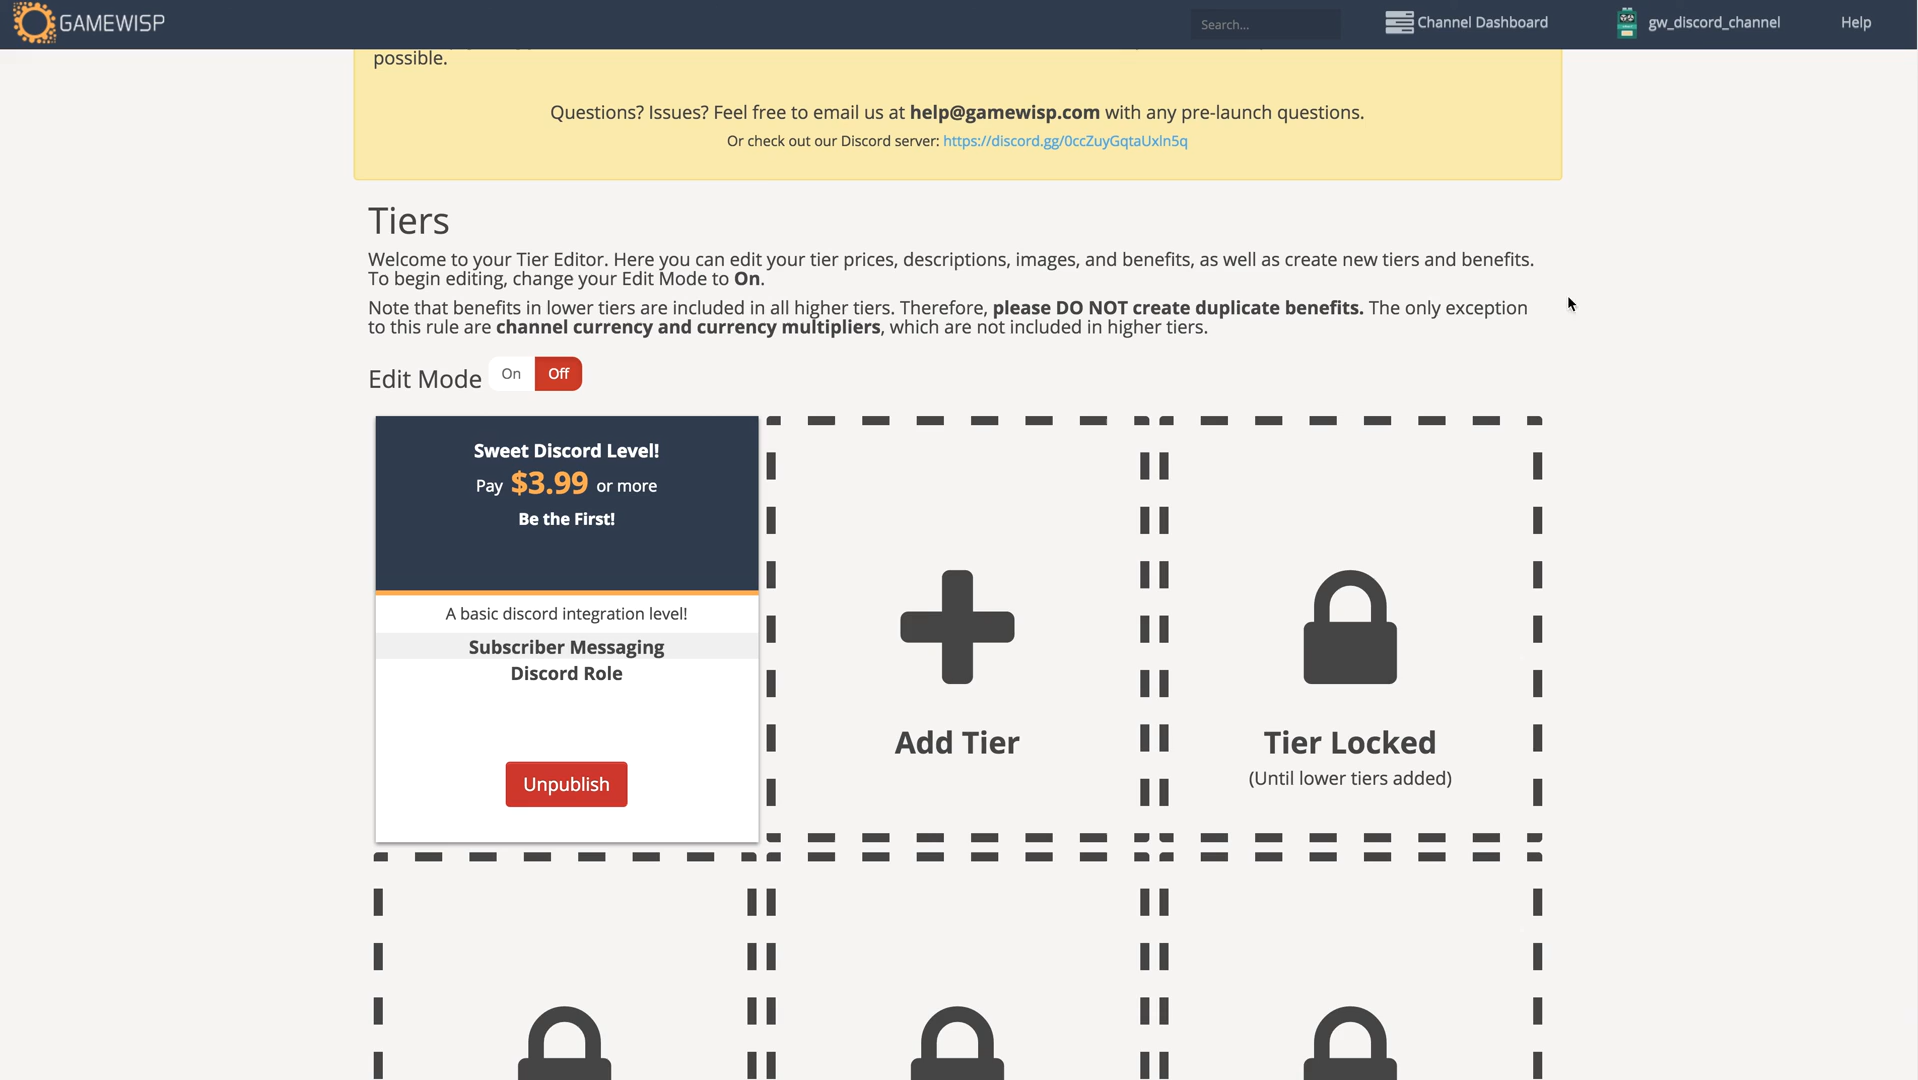 GAMEWISP
Search...
Channel Dashboard
gw_discord_channel
Help
possible.
Questions? Issues? Feel free to email us at help@gamewisp.com with any pre-launch questions.
Or check out our Discord server: https://discord.gg/0ccZuyGqtaUxln5q
Tiers
Welcome to your Tier Editor. Here you can edit your tier prices, descriptions, images, and benefits, as well as create new tiers and benefits.
To begin editing, change your Edit Mode to On.
Note that benefits in lower tiers are included in all higher tiers. Therefore, please DO NOT create duplicate benefits. The only exception
to this rule are channel currency and currency multipliers, which are not included in higher tiers.
Edit Mode On Off
Sweet Discord Level!
Pay $3.99 or more
Be the First!
A basic discord integration level!
Subscriber Messaging
Discord Role
Unpublish
Add Tier
Tier Locked
(Until lower tiers added)